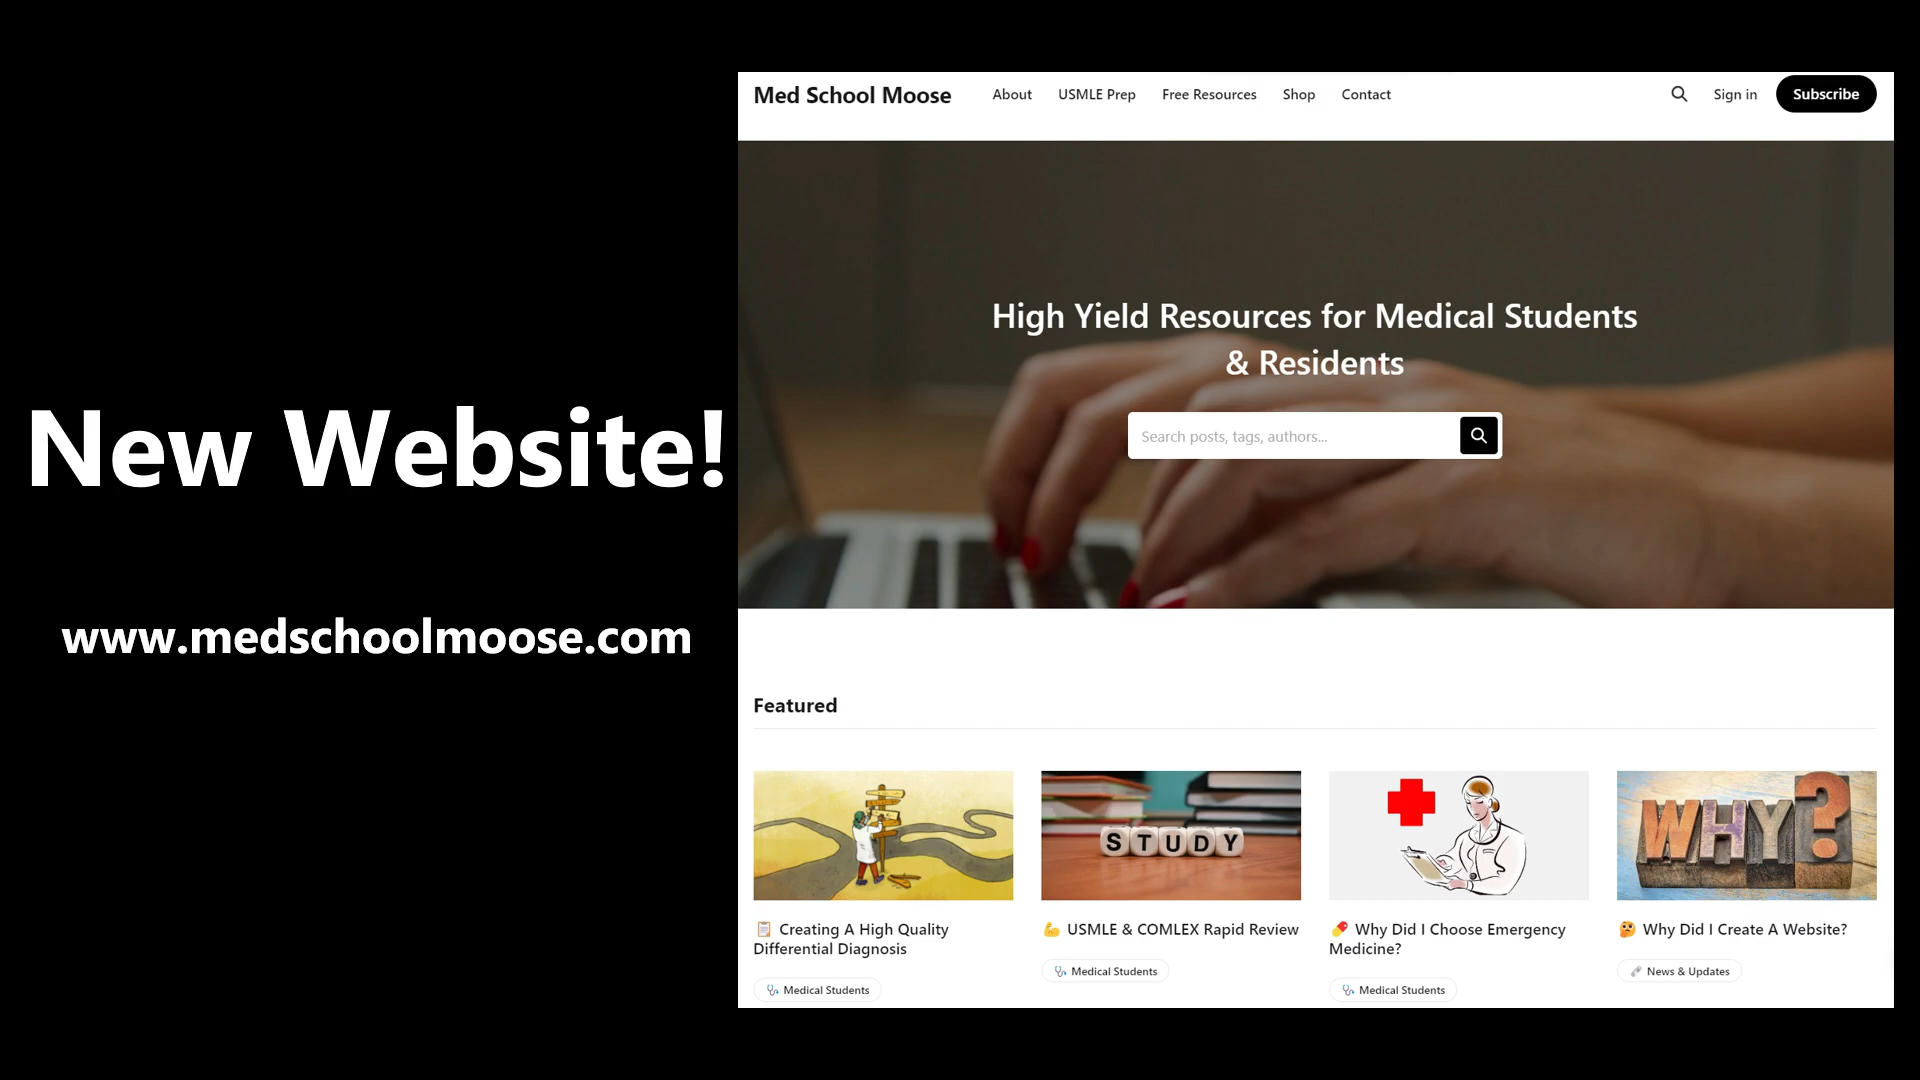 New Website!
www.medschoolmoose.com
Med School Moose
About USMLE Prep Free Resources Shop Contact
Sign in
Subscribe
High Yield Resources for Medical Students
& Residents
Search posts, tags, authors...
Featured
STUDY
WHY?
Creating A High Quality
Differential Diagnosis
Medical Students
USMLE & COMLEX Rapid Review
Medical Students
Why Did I Choose Emergency
Medicine?
Medical Students
Why Did I Create A Website?
News & Updates